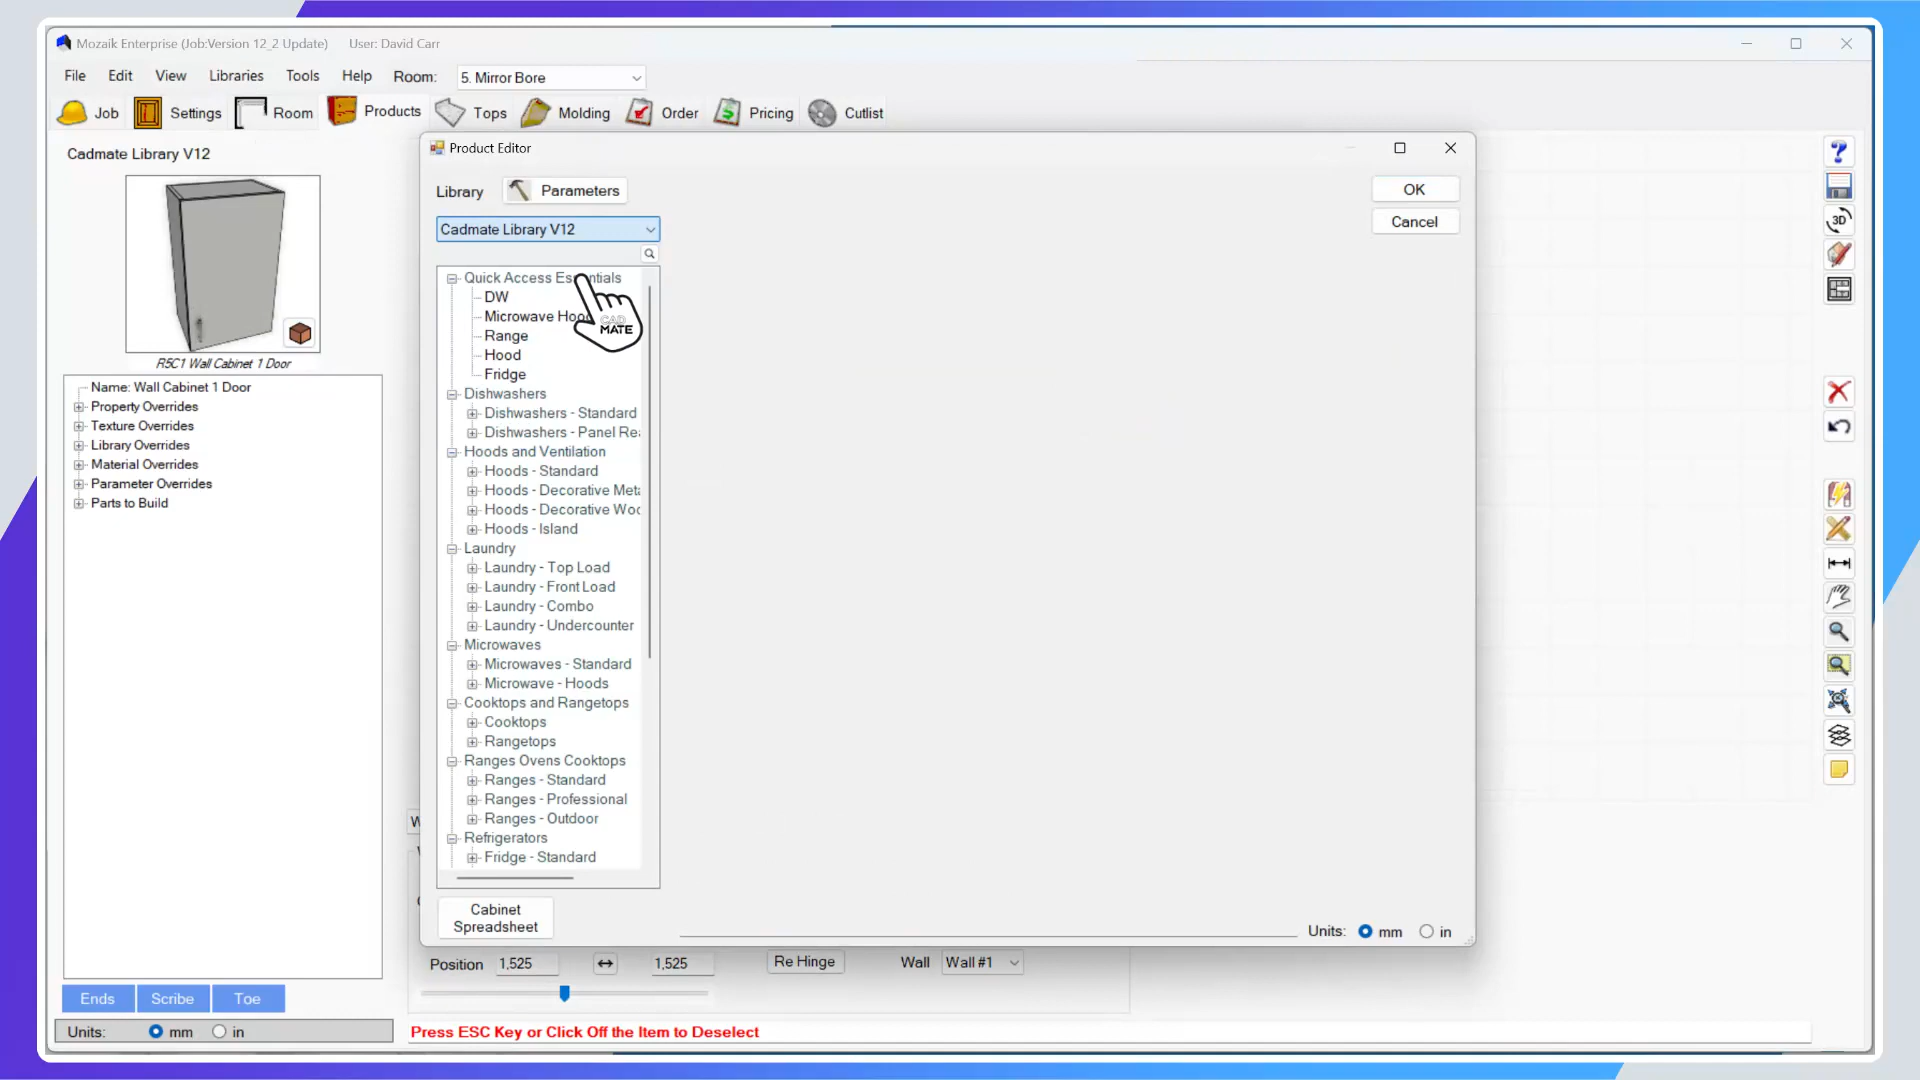 Mozaik Enterprise (Job:Version 12_2 Update) User: David Carr
File Edit View Libraries Tools Help Room: 5. Mirror Bore
Job Settings Room Products Tops Molding Order Pricing Cutlist
Cadmate Library V12
R5C1 Wall Cabinet 1 Door
Name: Wall Cabinet 1 Door
Property Overrides
Texture Overrides
Library Overrides
Material Overrides
Parameter Overrides
Parts to Build
Ends Scribe Toe
Units: mm in
Product Editor
Library Parameters
OK
Cancel
Cadmate Library V12
Quick Access
DW
Microwave
Range
Hood
Fridge
CAD
MATE
Dishwashers
Dishwashers - Standard
Dishwashers - Panel Rea
Hoods and Ventilation
Hoods - Standard
Hoods - Decorative Meta
Hoods - Decorative Woo
Hoods - Island
Laundry
Laundry - Top Load
Laundry - Front Load
Laundry - Combo
Laundry - Undercounter
Microwaves
Microwaves - Standard
Microwave - Hoods
Cooktops and Rangetops
Cooktops
Rangetops
Ranges Ovens Cooktops
Ranges - Standard
Ranges - Professional
Ranges - Outdoor
Refrigerators
Fridge - Standard
Cabinet
Spreadsheet
Units: mm in
Position 1,525 1,525 Re Hinge Wall Wall #1
Press ESC Key or Click Off the Item to Deselect
3D